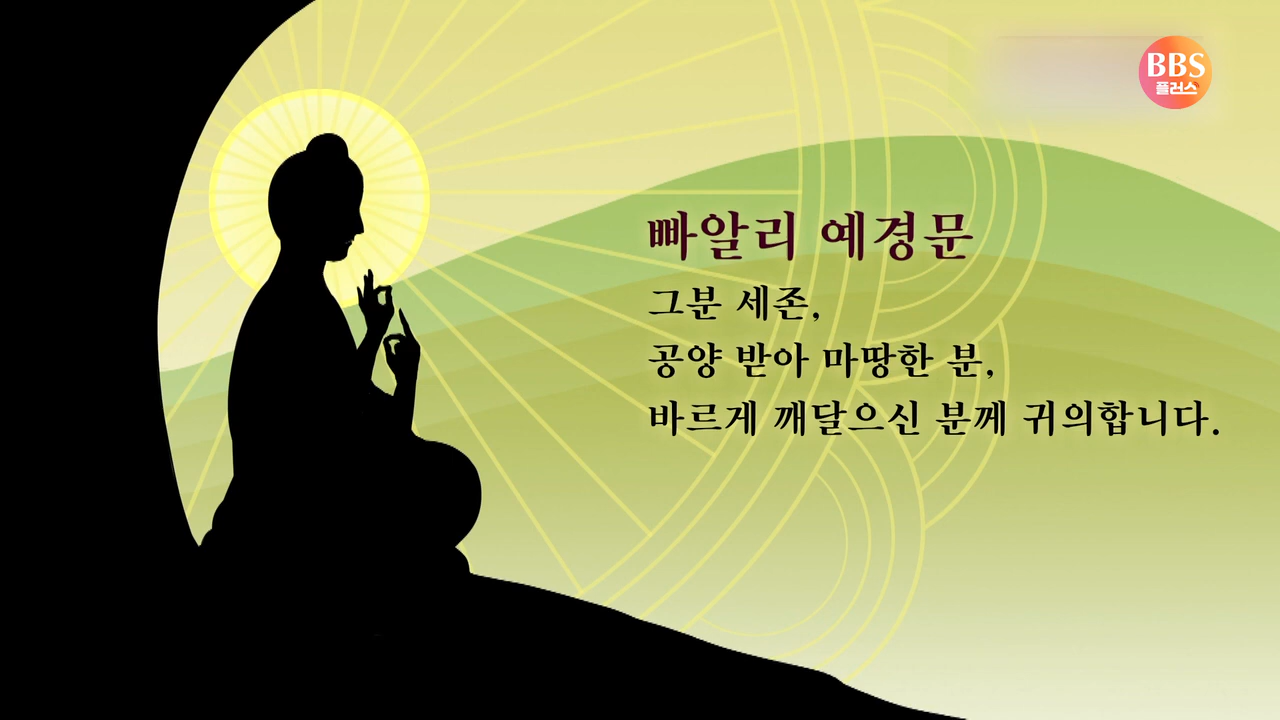 BBS
플러스
빠알리 예경문
그분 세존,
공양 받아 마땅한 분,
바르게 깨달으신 분께 귀의합니다.